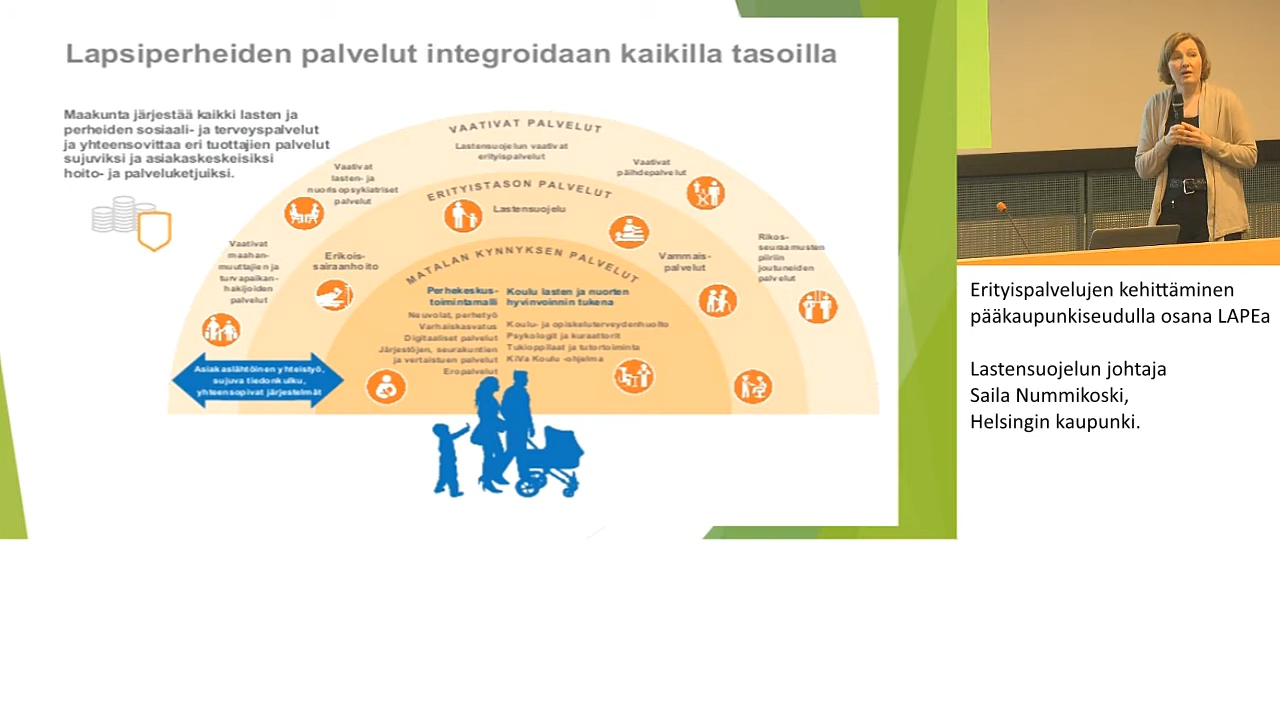 Lapsiperheiden palvelut integroidaan kaikilla tasoilla
Maakunta järjestää kaikki lasten ja
perheiden sosiaali- ja terveyspalvelut
ja yhteensovittaa eri tuottajien palvelut
sujuviksi ja asiakaskeskeisiksi
hoito- ja palveluketjuiksi.
VAATIVAT PALVELUT
Lastensuojelun vaativat
erityispalvelut
Vaativat
lasten- ja
nuorisopsykiatriset
palvelut
Vaativat
päihdepalvelut
ERITYISTASON PALVELUT
Lastensuojelu
Vaativat
maahan-
muuttajien ja
turvapaikan-
hakijoiden
palvelut
Erikois-
sairaanhoito
Vammais-
palvelut
Rikos-
seuraamusten
piiriin
joutuneiden
palvelut
MATALAN KYNNYKSEN PALVELUT
Perhekeskus-
toimintamalli
Neuvolat, perhetyö
Varhaiskasvatus
Digitaaliset palvelut
Järjestöjen, seurakuntien
ja vertaistuen palvelut
Eropalvelut
Koulu lasten ja nuorten
hyvinvoinnin tukena
Koulu- ja opiskeluterveydenhuolto
Psykologit ja kuraattorit
Tukioppilaat ja tutortoiminta
KiVa Koulu -ohjelma
Asiakaslähtöinen yhteistyö,
sujuva tiedonkulku,
yhteensopivat järjestelmät
Erityispalvelujen kehittäminen
pääkaupunkiseudulla osana LAPEa
Lastensuojelun johtaja
Saila Nummikoski,
Helsingin kaupunki.